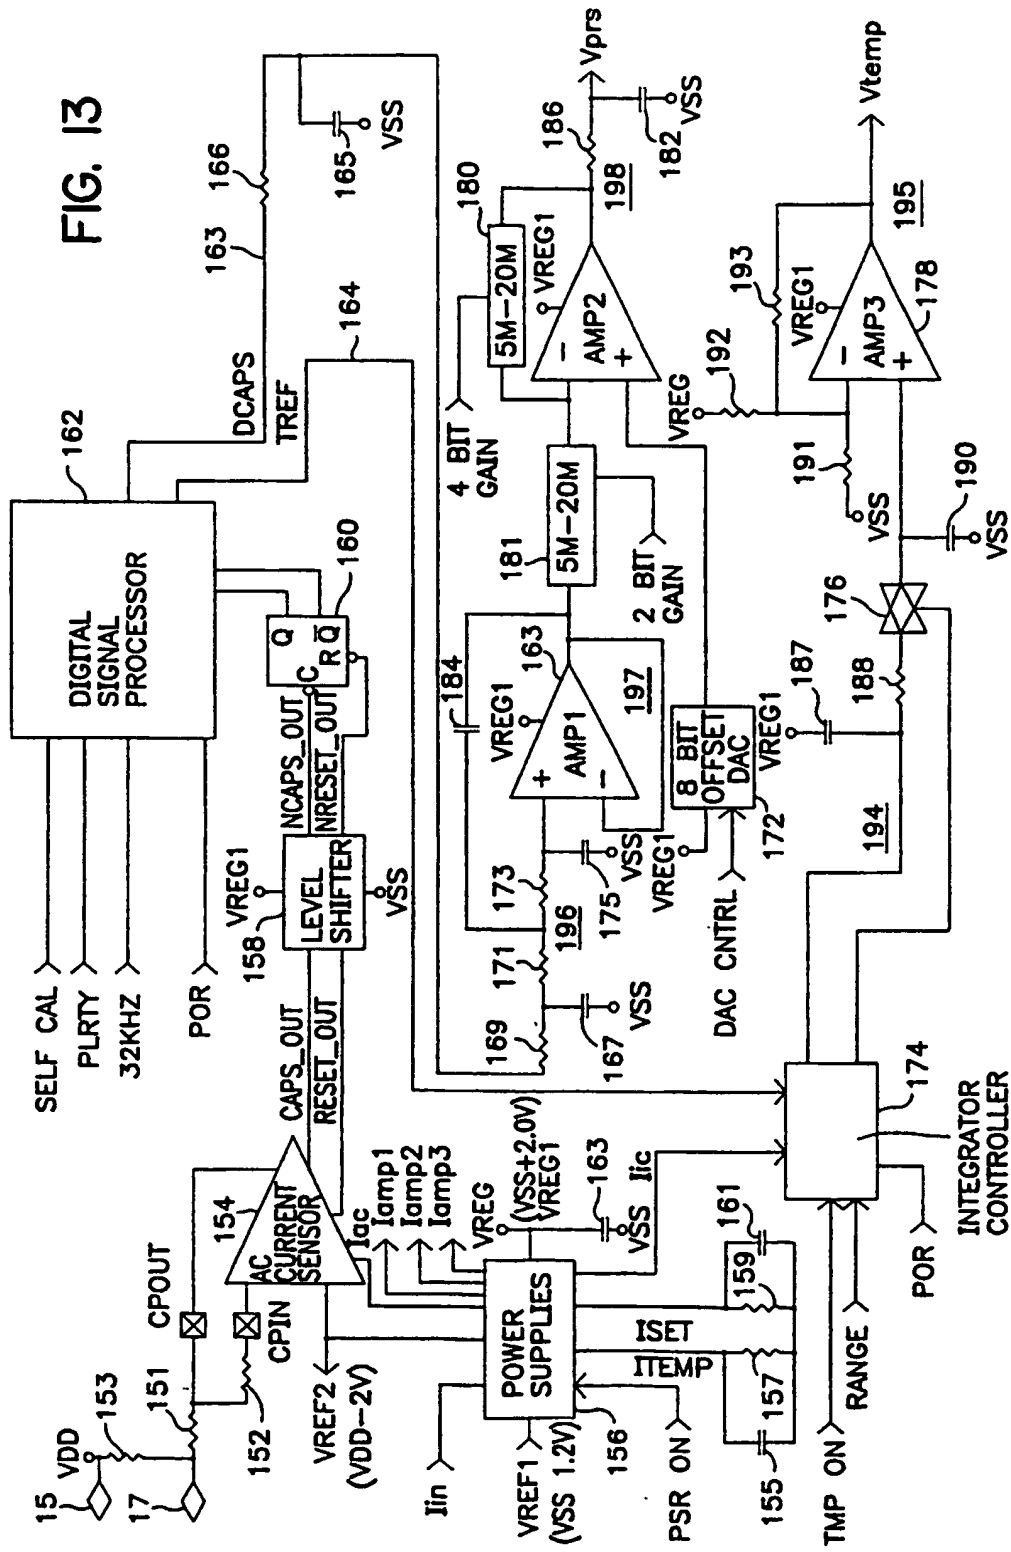 FIG. 13
SELF CAL
PLRTY
32KHZ
POR
DIGITAL
SIGNAL
PROCESSOR
162
DCAPS
TREF
163
166
164
165
VSS
Q
C
R Q̅
160
15
17
VDD
153
151
152
CPOUT
CPIN
154
AC
CURRENT
SENSOR
CAPS_OUT
RESET_OUT
VREG1
158
LEVEL
SHIFTER
VSS
NCAPS_OUT
NRESET_OUT
VREF2
(VDD-2V)
Iac
Iamp1
Iamp2
Iamp3
Iin
VREF1
(VSS 1.2V)
POWER
SUPPLIES
156
VREG
(VSS+2.0V)
VREG1
163
VSS
Iic
PSR ON
ISET
ITEMP
155
157
159
161
169
167
VSS
171
196
173
175
VSS
184
VREG1
163
+
AMP1
-
197
181
5M-20M
2 BIT
GAIN
4 BIT
GAIN
180
5M-20M
VREG1
-
AMP2
+
198
186
Vprs
182
VSS
VREG1
8 BIT
OFFSET
DAC
172
DAC CNTRL
TMP ON
RANGE
POR
174
INTEGRATOR
CONTROLLER
194
VREG1
187
188
176
190
VSS
VREG
192
191
VSS
193
VREG1
-
AMP3
+
178
195
Vtemp